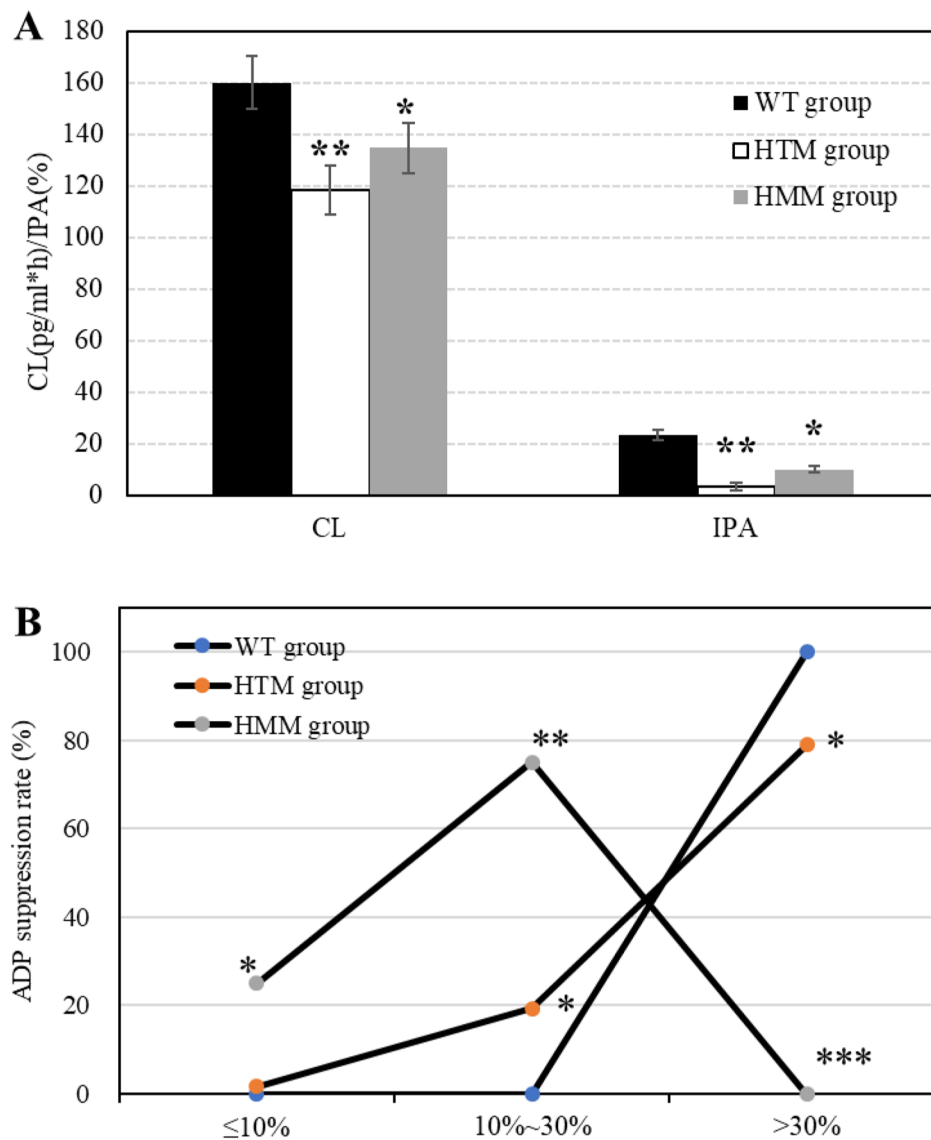 A
CL(pg/ml*h)/IPA(%)
180
160
140
120
100
80
60
40
20
0
**
*
**
*
WT group
HTM group
HMM group
CL
IPA
B
ADP suppression rate (%)
100
80
60
40
20
0
WT group
HTM group
HMM group
**
*
*
*
***
≤10%
10%~30%
>30%